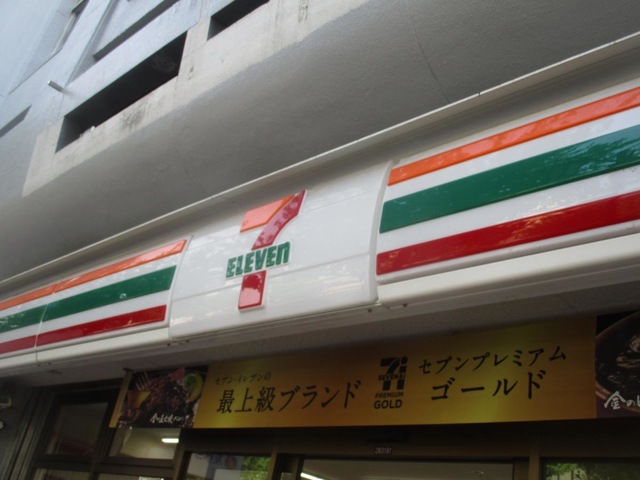 7
ELEVEn
セブン-イレブンの
最上級ブランド
PREMIUM
GOLD
セブンプレミアム
ゴールド